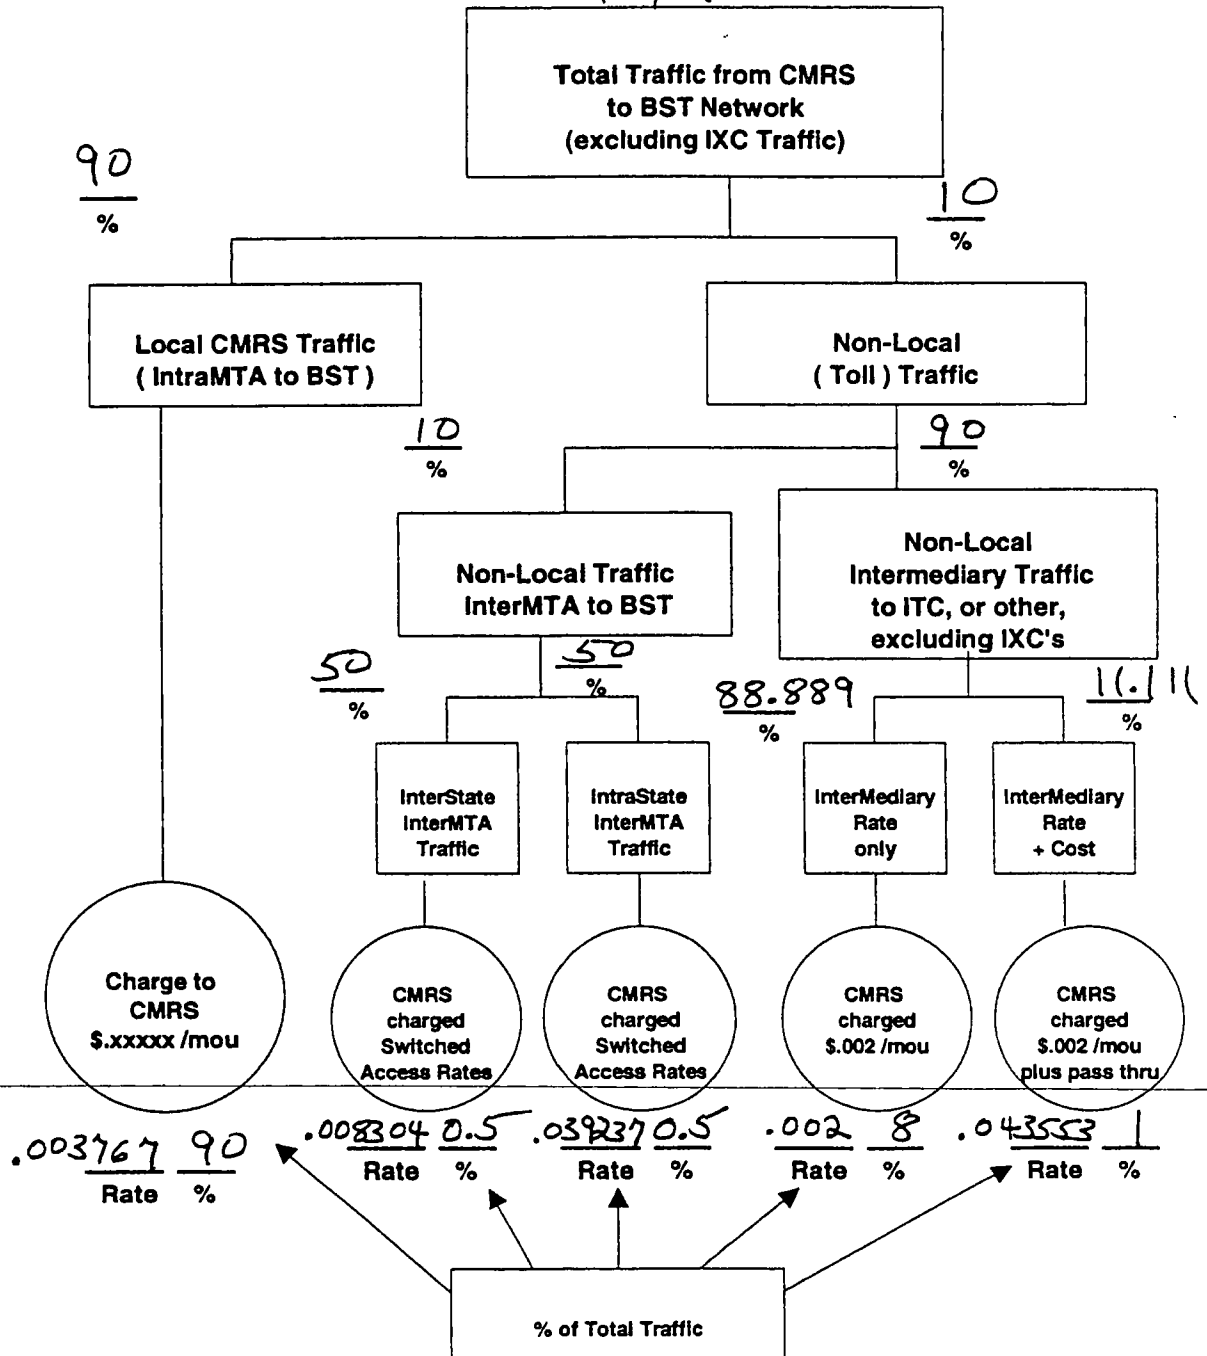 Total Traffic from CMRS
to BST Network
(excluding IXC Traffic)
90
%
10
%
Local CMRS Traffic
( IntraMTA to BST )
Non-Local
( Toll ) Traffic
10
%
90
%
Non-Local Traffic
InterMTA to BST
Non-Local
Intermediary Traffic
to ITC, or other,
excluding IXC's
50
%
50
%
88.889
%
11.111
%
InterState
InterMTA
Traffic
IntraState
InterMTA
Traffic
InterMediary
Rate
only
InterMediary
Rate
+ Cost
Charge to
CMRS
$.xxxxx /mou
CMRS
charged
Switched
Access Rates
CMRS
charged
Switched
Access Rates
CMRS
charged
$.002 /mou
CMRS
charged
$.002 /mou
plus pass thru
.003767 90
Rate %
.008304 0.5
Rate %
.039237 0.5
Rate %
.002 8
Rate %
.043553 1
Rate %
% of Total Traffic